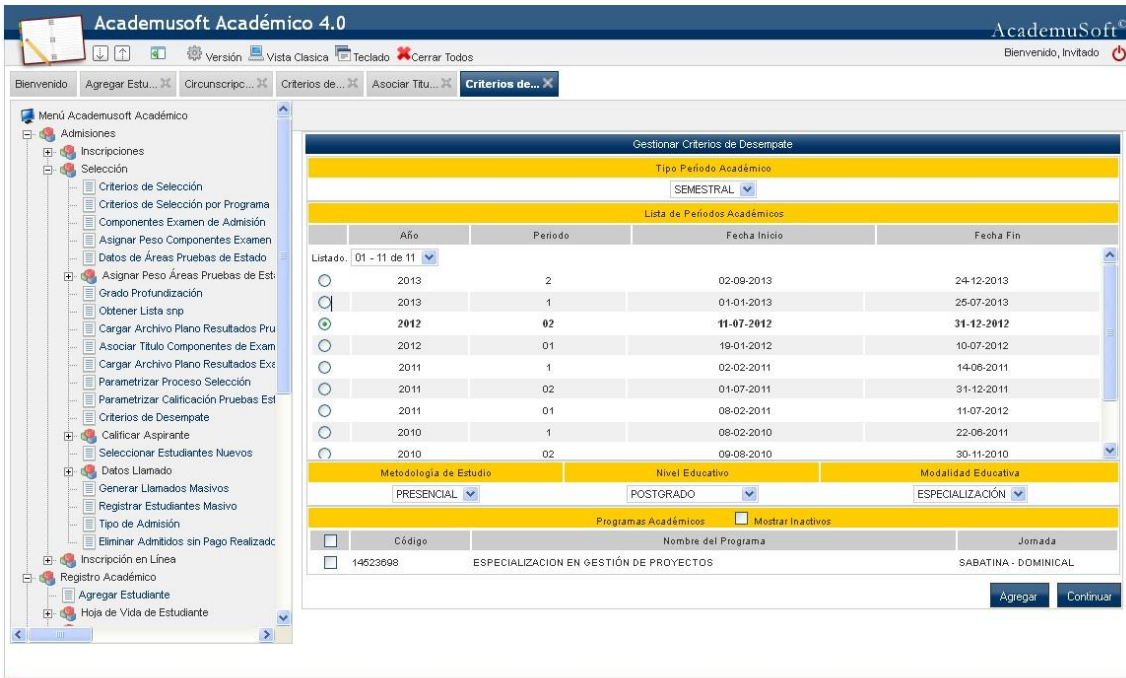 Academusoft Académico 4.0
AcademuSoft©
Versión Vista Clasica Teclado Cerrar Todos
Bienvenido, Invitado
Bienvenido Agregar Estu... Circunscripc... Criterios de... Asociar Titu... Criterios de...
Menú Academusoft Académico
Admisiones
Inscripciones
Selección
Criterios de Selección
Criterios de Selección por Programa
Componentes Examen de Admisión
Asignar Peso Componentes Examen
Datos de Áreas Pruebas de Estado
Asignar Peso Áreas Pruebas de Est
Grado Profundización
Obtener Lista snp
Cargar Archivo Plano Resultados Pru
Asociar Titulo Componentes de Exam
Cargar Archivo Plano Resultados Exa
Parametrizar Proceso Selección
Parametrizar Calificación Pruebas Est
Criterios de Desempate
Calificar Aspirante
Seleccionar Estudiantes Nuevos
Datos Llamado
Generar Llamados Masivos
Registrar Estudiantes Masivo
Tipo de Admisión
Eliminar Admitidos sin Pago Realizado
Inscripción en Línea
Registro Académico
Agregar Estudiante
Hoja de Vida de Estudiante
Gestionar Criterios de Desempate
Tipo Período Académico
SEMESTRAL
Lista de Períodos Académicos
Año Periodo Fecha Inicio Fecha Fin
Listado. 01 - 11 de 11
2013 2 02-09-2013 24-12-2013
2013 1 01-01-2013 25-07-2013
2012 02 11-07-2012 31-12-2012
2012 01 19-01-2012 10-07-2012
2011 1 02-02-2011 14-06-2011
2011 02 01-07-2011 31-12-2011
2011 01 08-02-2011 11-07-2012
2010 1 08-02-2010 22-06-2011
2010 02 09-08-2010 30-11-2010
Metodología de Estudio Nivel Educativo Modalidad Educativa
PRESENCIAL POSTGRADO ESPECIALIZACIÓN
Programas Académicos Mostrar Inactivos
Código Nombre del Programa Jornada
14523698 ESPECIALIZACION EN GESTIÓN DE PROYECTOS SABATINA - DOMINICAL
Agregar Continuar